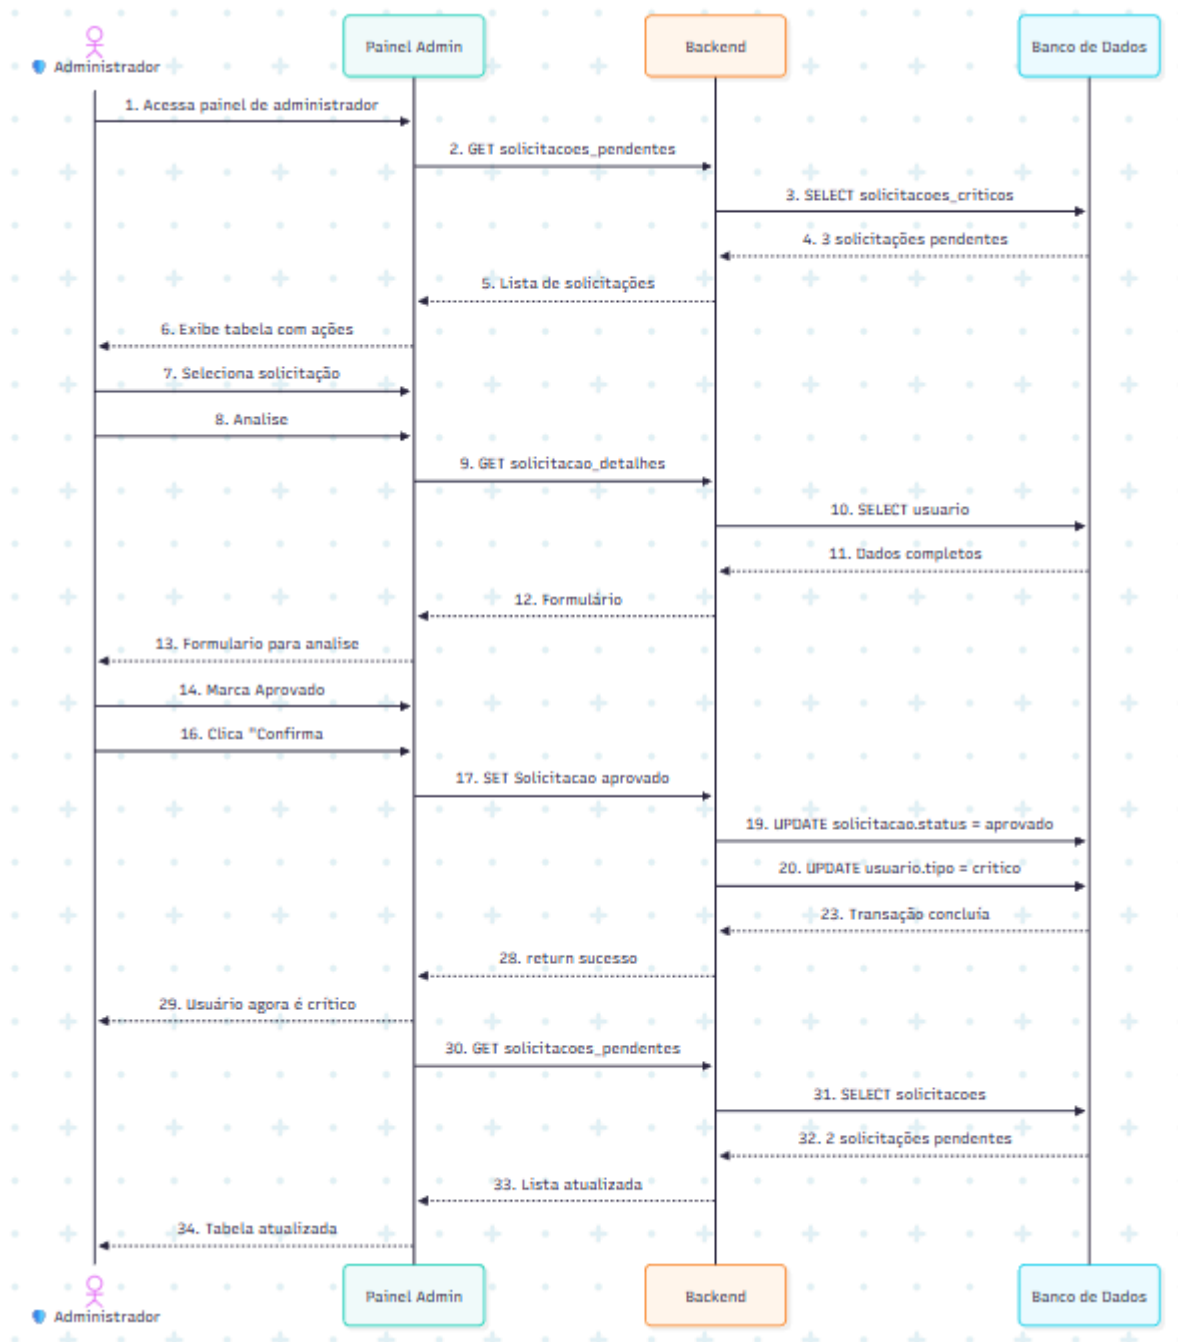 Administrador
Painel Admin
Backend
Banco de Dados
1. Acessa painel de administrador
2. GET solicitacoes_pendentes
3. SELECT solicitacoes_criticos
4. 3 solicitações pendentes
5. Lista de solicitações
6. Exibe tabela com ações
7. Seleciona solicitação
8. Analise
9. GET solicitacao_detalhes
10. SELECT usuario
11. Dados completos
12. Formulário
13. Formulario para analise
14. Marca Aprovado
16. Clica "Confirma
17. SET Solicitacao aprovado
19. UPDATE solicitacao.status = aprovado
20. UPDATE usuario.tipo = critico
23. Transação concluia
28. return sucesso
29. Usuário agora é crítico
30. GET solicitacoes_pendentes
31. SELECT solicitacoes
32. 2 solicitações pendentes
33. Lista atualizada
34. Tabela atualizada
Administrador
Painel Admin
Backend
Banco de Dados